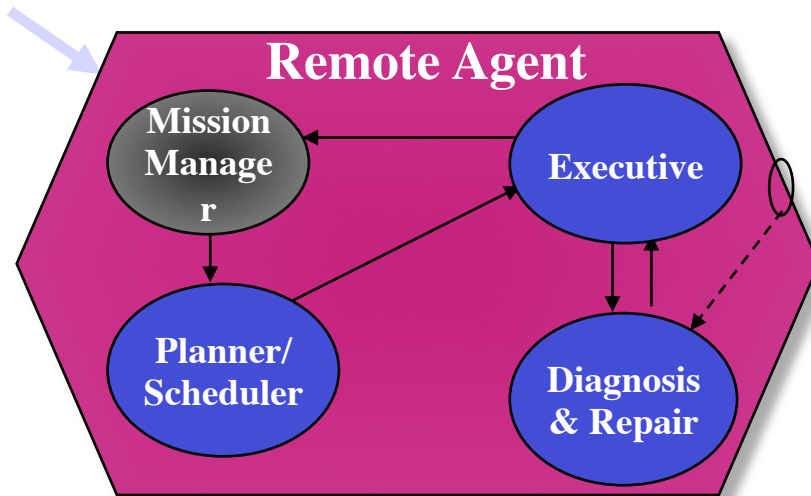 Remote Agent
Mission
Manage
r
Executive
Planner/
Scheduler
Diagnosis
& Repair